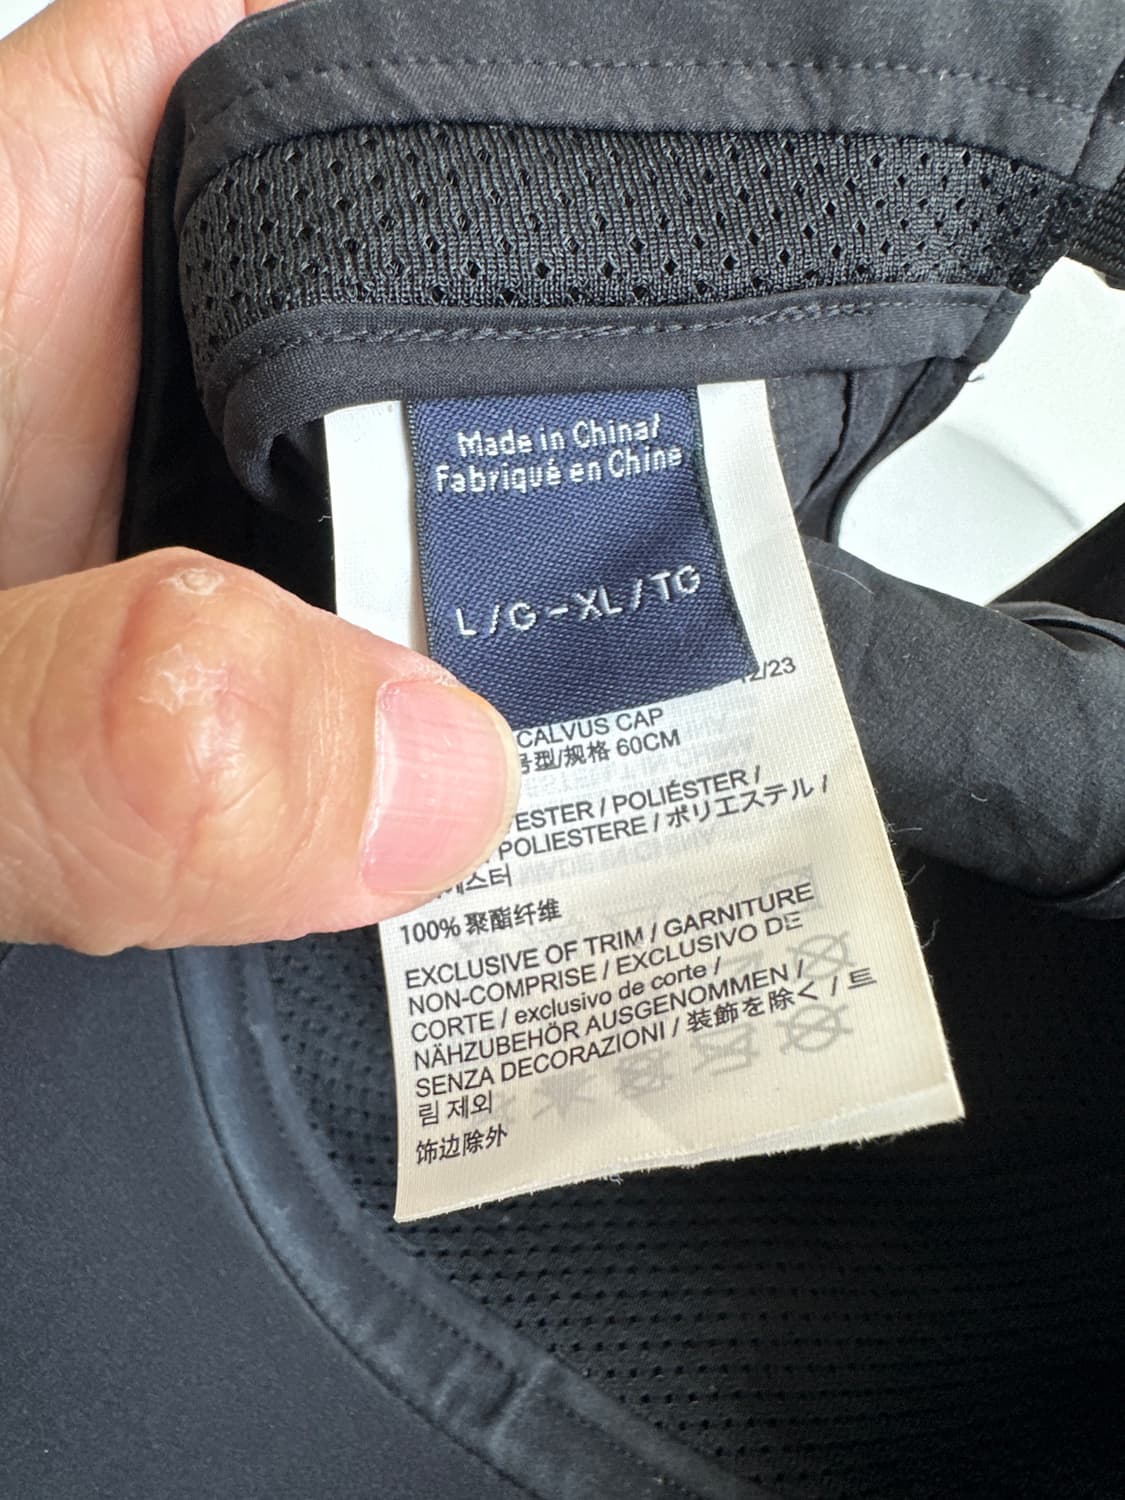 Made in China/
Fabriqué en Chine
L/G-XL/TG
12/23
CALVUS CAP
号型/规格 60CM
ESTER / POLIÉSTER /
POLIESTERE / ポリエステル /
에스터
100% 聚酯纤维
EXCLUSIVE OF TRIM / GARNITURE
NON-COMPRISE / EXCLUSIVO DE
CORTE / exclusivo de corte /
NÄHZUBEHÖR AUSGENOMMEN /
SENZA DECORAZIONI / 装飾を除く / 트
림 제외
饰边除外